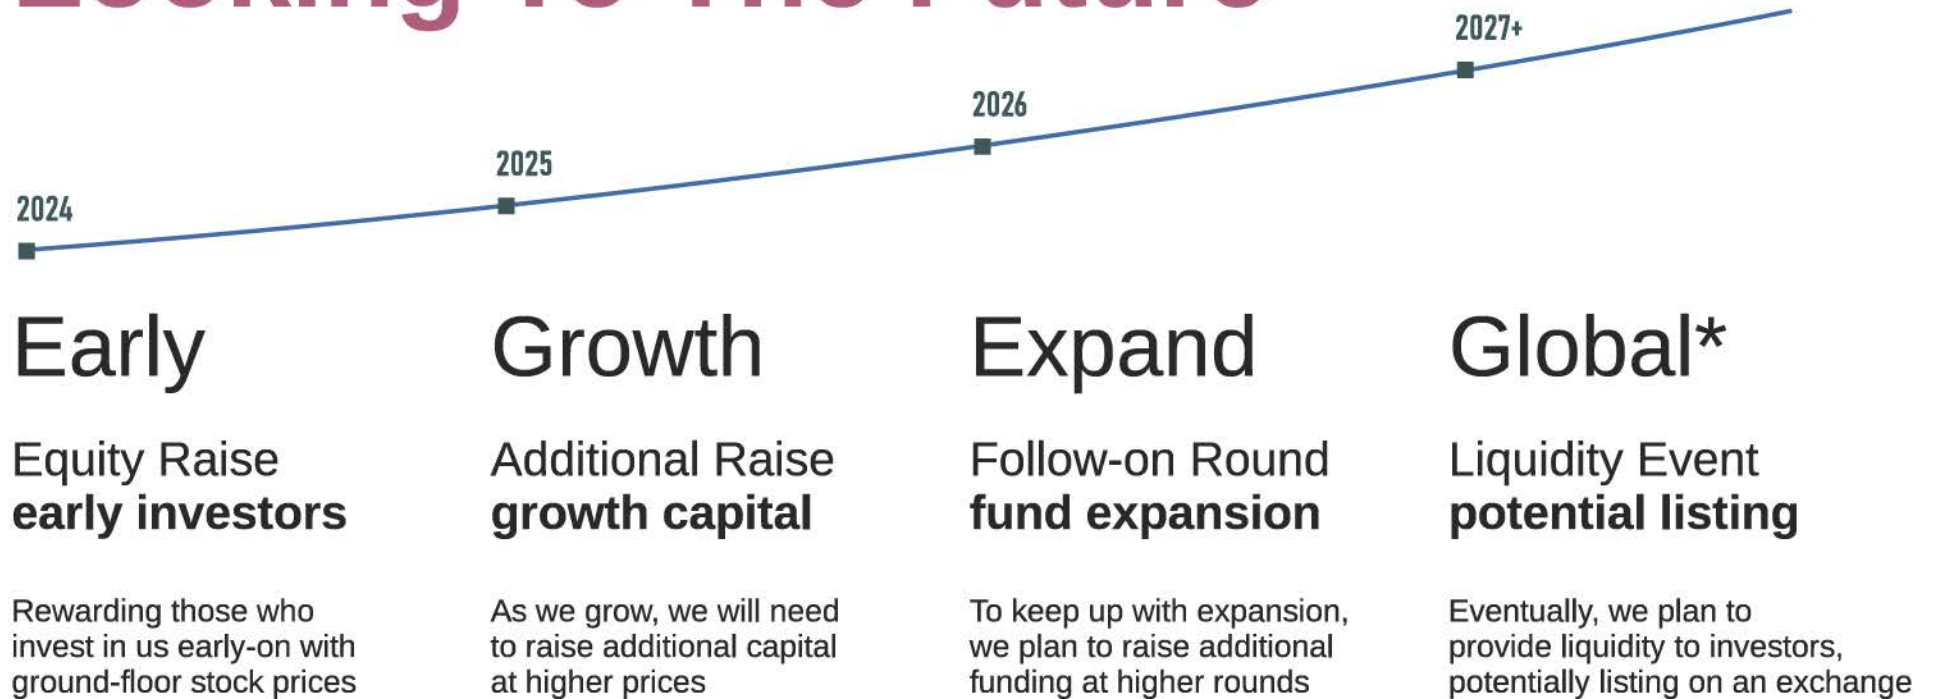 Looking To The Future
2027+
2026
2025
2024
Early
Growth
Expand
Global*
Equity Raise
early investors
Additional Raise
growth capital
Follow-on Round
fund expansion
Liquidity Event
potential listing
Rewarding those who
invest in us early-on with
ground-floor stock prices
As we grow, we will need
to raise additional capital
at higher prices
To keep up with expansion,
we plan to raise additional
funding at higher rounds
Eventually, we plan to
provide liquidity to investors,
potentially listing on an exchange